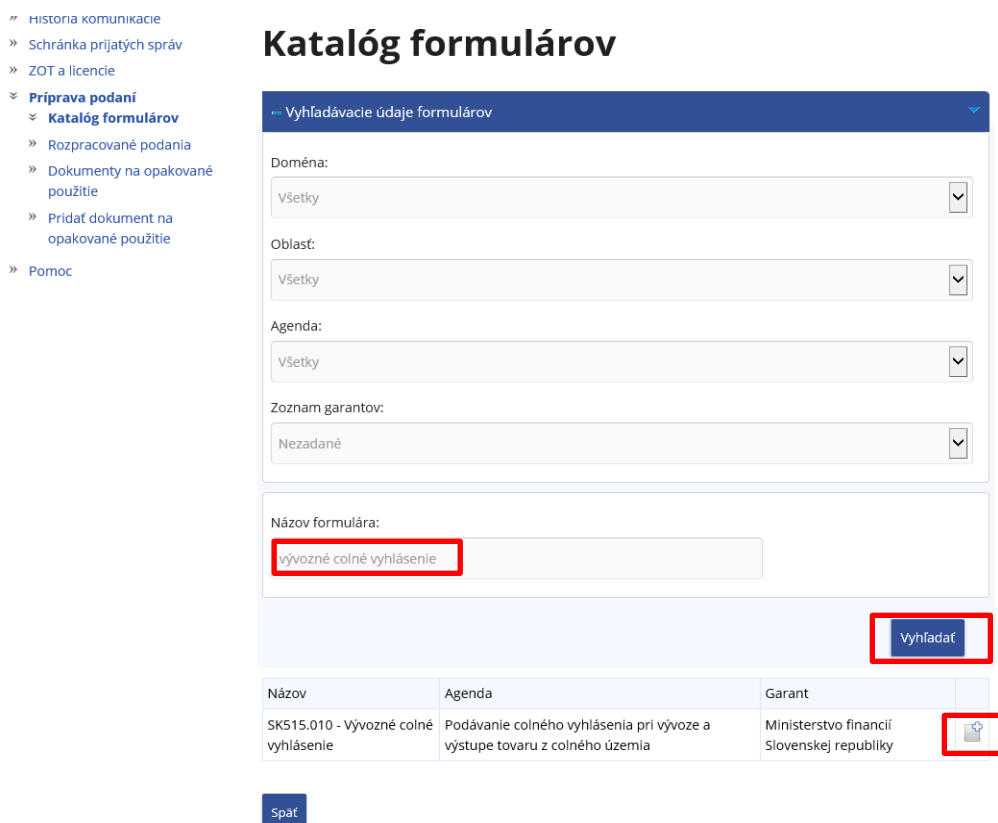 História komunikácie
Schránka prijatých správ
ZOT a licencie
Príprava podaní
Katalóg formulárov
Rozpracované podania
Dokumenty na opakované
použitie
Pridať dokument na
opakované použitie
Pomoc
Katalóg formulárov
Vyhľadávacie údaje formulárov
Doména:
Všetky
Oblasť:
Všetky
Agenda:
Všetky
Zoznam garantov:
Nezadané
Názov formulára:
vývozné colné vyhlásenie
Vyhľadať
Názov Agenda Garant
SK515.010 - Vývozné colné Podávanie colného vyhlásenia pri vývoze a Ministerstvo financií
vyhlásenie výstupe tovaru z colného územia Slovenskej republiky
Späť